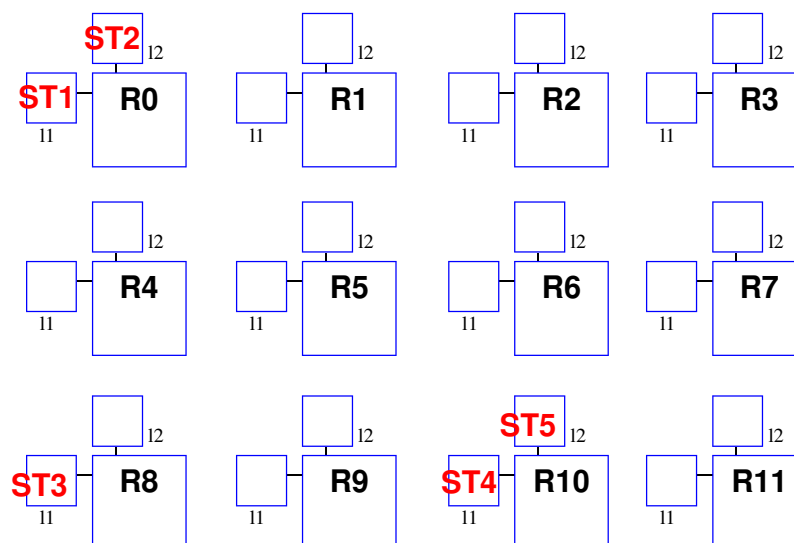 ST2 l2 l2 l2 l2
ST1 R0 R1 R2 R3
l1 l1 l1 l1
l2 l2 l2 l2
R4 R5 R6 R7
l1 l1 l1 l1
l2 l2 ST5 l2 l2
ST3 R8 R9 ST4 R10 R11
l1 l1 l1 l1